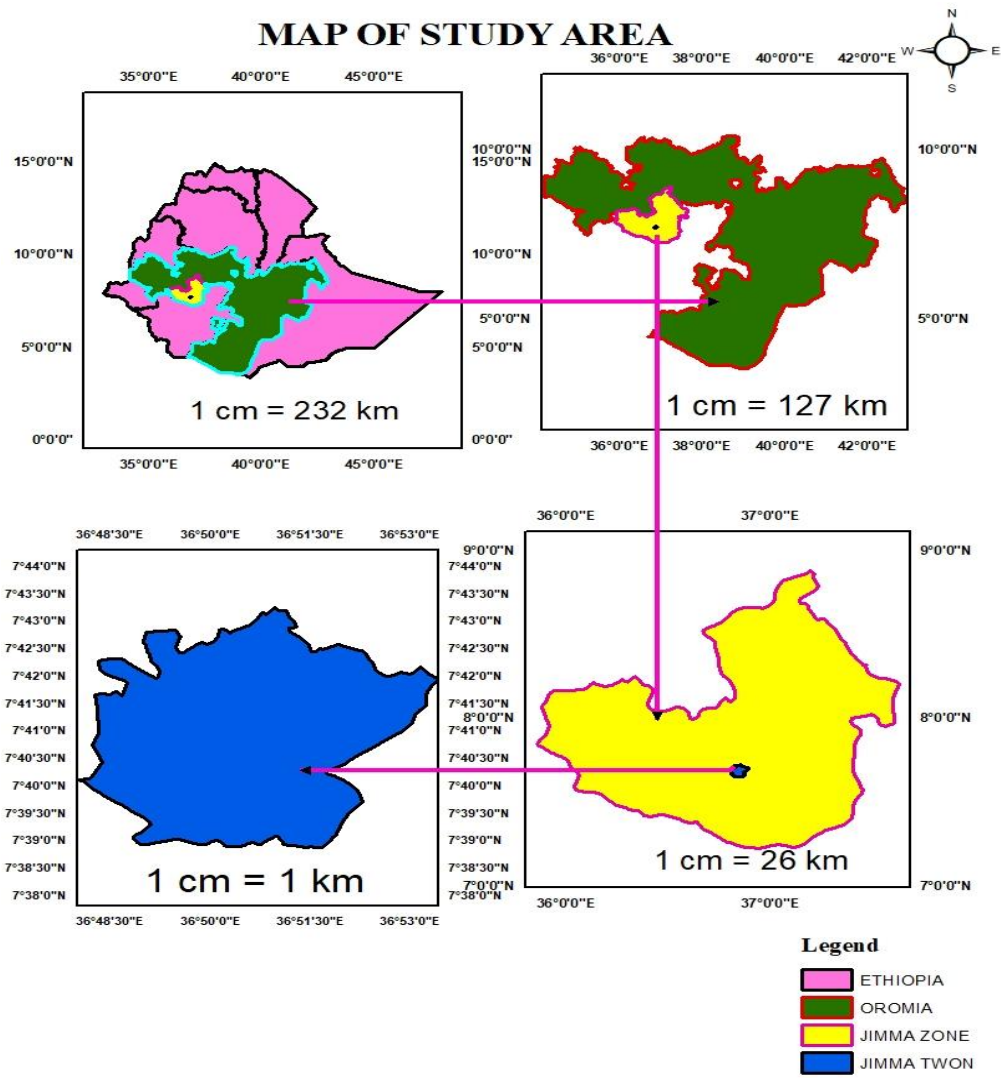 MAP OF STUDY AREA
N
W E
S
35°0'0"E 40°0'0"E 45°0'0"E
15°0'0"N
10°0'0"N
5°0'0"N
0°0'0"
15°0'0"N
10°0'0"N
5°0'0"N
0°0'0"N
1 cm = 232 km
35°0'0"E 40°0'0"E 45°0'0"E
36°0'0"E 38°0'0"E 40°0'0"E 42°0'0"E
10°0'0"N
5°0'0"N
10°0'0"N
5°0'0"N
1 cm = 127 km
36°0'0"E 38°0'0"E 40°0'0"E 42°0'0"E
36°48'30"E 36°50'0"E 36°51'30"E 36°53'0"E
7°44'0"N
7°43'30"N
7°43'0"N
7°42'30"N
7°42'0"N
7°41'30"N
7°41'0"N
7°40'30"N
7°40'0"N
7°39'30"N
7°39'0"N
7°38'30"N
7°38'0"N
7°44'0"N
7°43'30"N
7°43'0"N
7°42'30"N
7°42'0"N
7°41'30"N
7°41'0"N
7°40'30"N
7°40'0"N
7°39'30"N
7°39'0"N
7°38'30"N
7°38'0"N
1 cm = 1 km
36°48'30"E 36°50'0"E 36°51'30"E 36°53'0"E
36°0'0"E 37°0'0"E
9°0'0"N
8°0'0"N
7°0'0"N
9°0'0"N
8°0'0"N
7°0'0"N
1 cm = 26 km
36°0'0"E 37°0'0"E
Legend
ETHIOPIA
OROMIA
JIMMA ZONE
JIMMA TWON